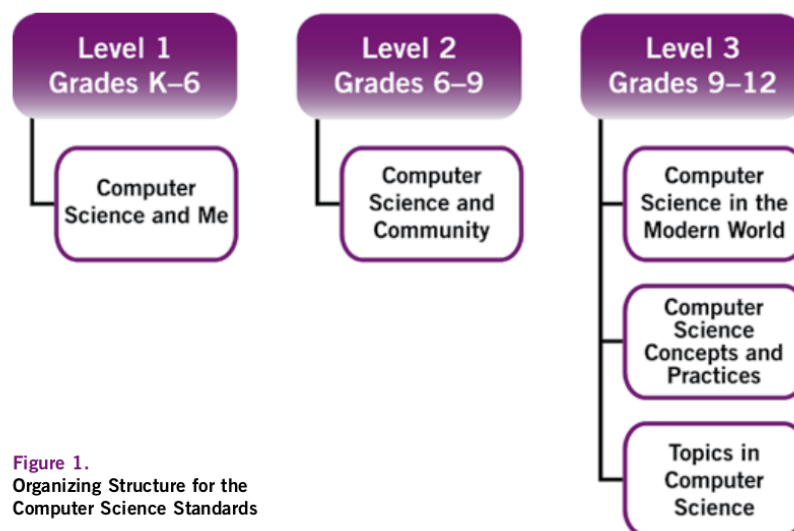 Level 1
Grades K–6
Computer
Science and Me
Level 2
Grades 6–9
Computer
Science and
Community
Level 3
Grades 9–12
Computer
Science in the
Modern World
Computer
Science
Concepts and
Practices
Topics in
Computer
Science
Figure 1.
Organizing Structure for the
Computer Science Standards